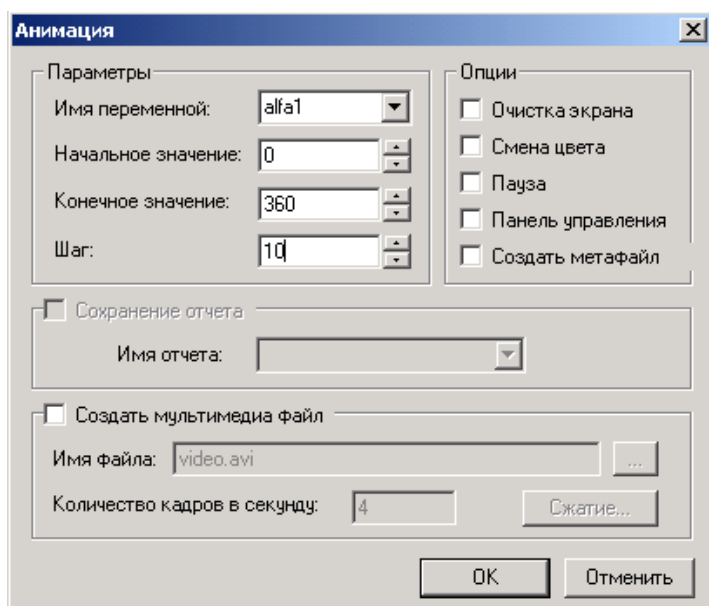 Анимация
Параметры
Имя переменной: alfa1
Начальное значение: 0
Конечное значение: 360
Шаг: 10
Опции
Очистка экрана
Смена цвета
Пауза
Панель управления
Создать метафайл
Сохранение отчета
Имя отчета:
Создать мультимедиа файл
Имя файла: video.avi ...
Количество кадров в секунду: 4 Сжатие...
OK Отменить